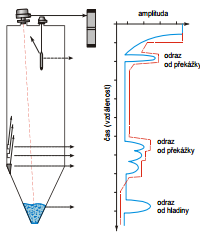 amplituda
čas (vzdálenost)
odraz
od překážky
odraz
od překážky
odraz
od hladiny